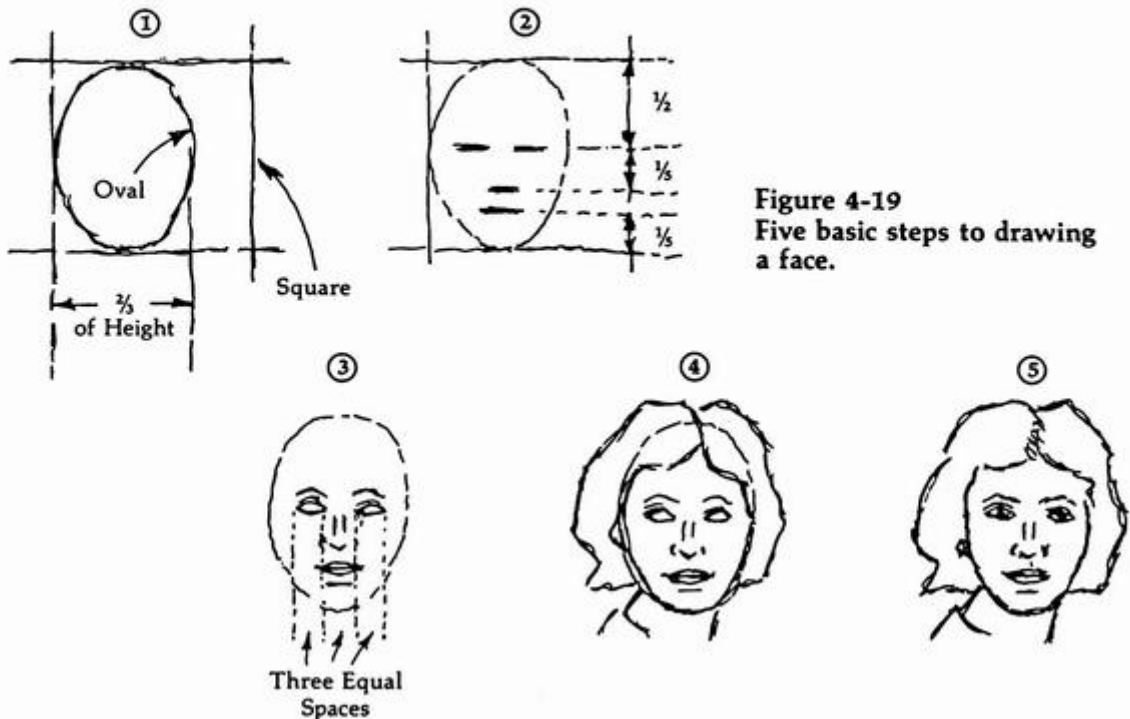 ①
②
Oval
Square
⅔
of Height
½
⅕
⅕
Figure 4-19
Five basic steps to drawing
a face.
③
④
⑤
Three Equal
Spaces